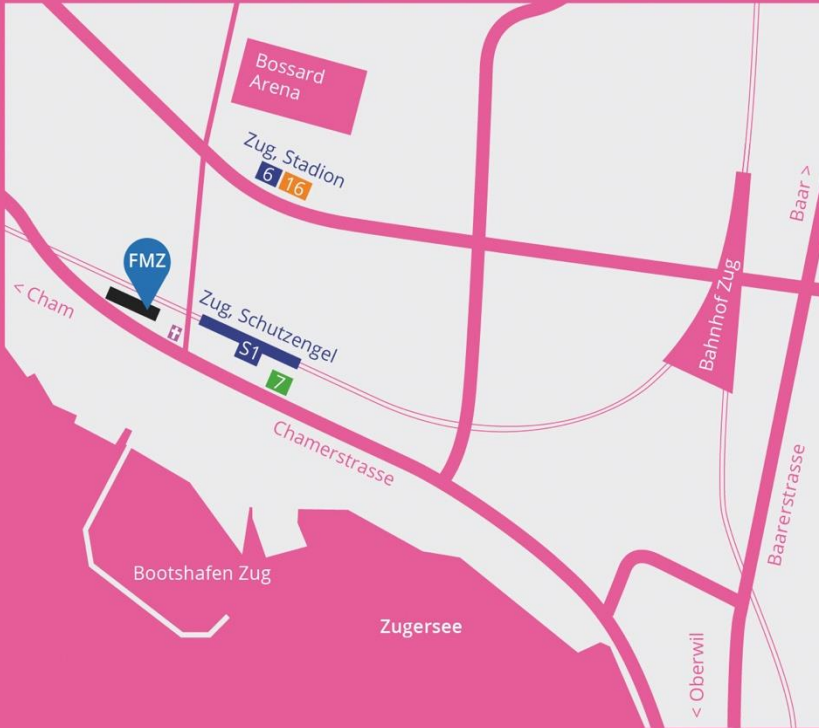 Bossard
Arena
Zug, Stadion
6 16
Baar >
FMZ
Bahnhof Zug
< Cham
Zug, Schutzengel
S1
7
Chamerstrasse
Baarerstrasse
Bootshafen Zug
Zugersee
< Oberwil